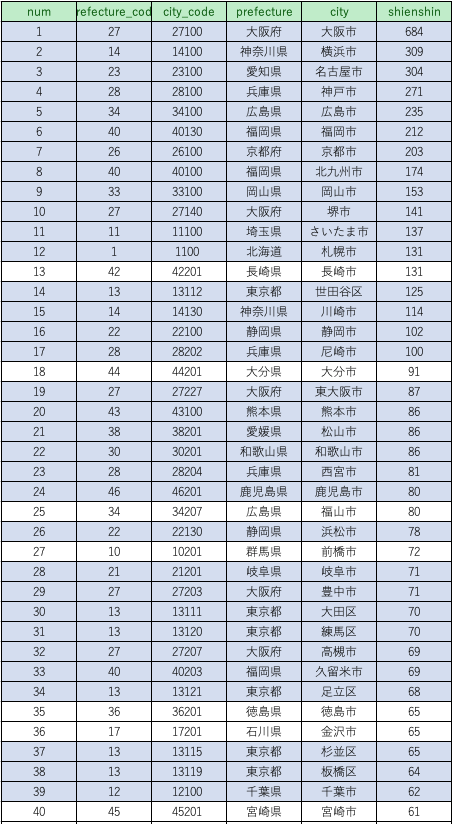 num refecture_cod city_code prefecture city shienshin
1 27 27100 大阪府 大阪市 684
2 14 14100 神奈川県 横浜市 309
3 23 23100 愛知県 名古屋市 304
4 28 28100 兵庫県 神戸市 271
5 34 34100 広島県 広島市 235
6 40 40130 福岡県 福岡市 212
7 26 26100 京都府 京都市 203
8 40 40100 福岡県 北九州市 174
9 33 33100 岡山県 岡山市 153
10 27 27140 大阪府 堺市 141
11 11 11100 埼玉県 さいたま市 137
12 1 1100 北海道 札幌市 131
13 42 42201 長崎県 長崎市 131
14 13 13112 東京都 世田谷区 125
15 14 14130 神奈川県 川崎市 114
16 22 22100 静岡県 静岡市 102
17 28 28202 兵庫県 尼崎市 100
18 44 44201 大分県 大分市 91
19 27 27227 大阪府 東大阪市 87
20 43 43100 熊本県 熊本市 86
21 38 38201 愛媛県 松山市 86
22 30 30201 和歌山県 和歌山市 86
23 28 28204 兵庫県 西宮市 81
24 46 46201 鹿児島県 鹿児島市 80
25 34 34207 広島県 福山市 80
26 22 22130 静岡県 浜松市 78
27 10 10201 群馬県 前橋市 72
28 21 21201 岐阜県 岐阜市 71
29 27 27203 大阪府 豊中市 71
30 13 13111 東京都 大田区 70
31 13 13120 東京都 練馬区 70
32 27 27207 大阪府 高槻市 69
33 40 40203 福岡県 久留米市 69
34 13 13121 東京都 足立区 68
35 36 36201 徳島県 徳島市 65
36 17 17201 石川県 金沢市 65
37 13 13115 東京都 杉並区 65
38 13 13119 東京都 板橋区 64
39 12 12100 千葉県 千葉市 62
40 45 45201 宮崎県 宮崎市 61